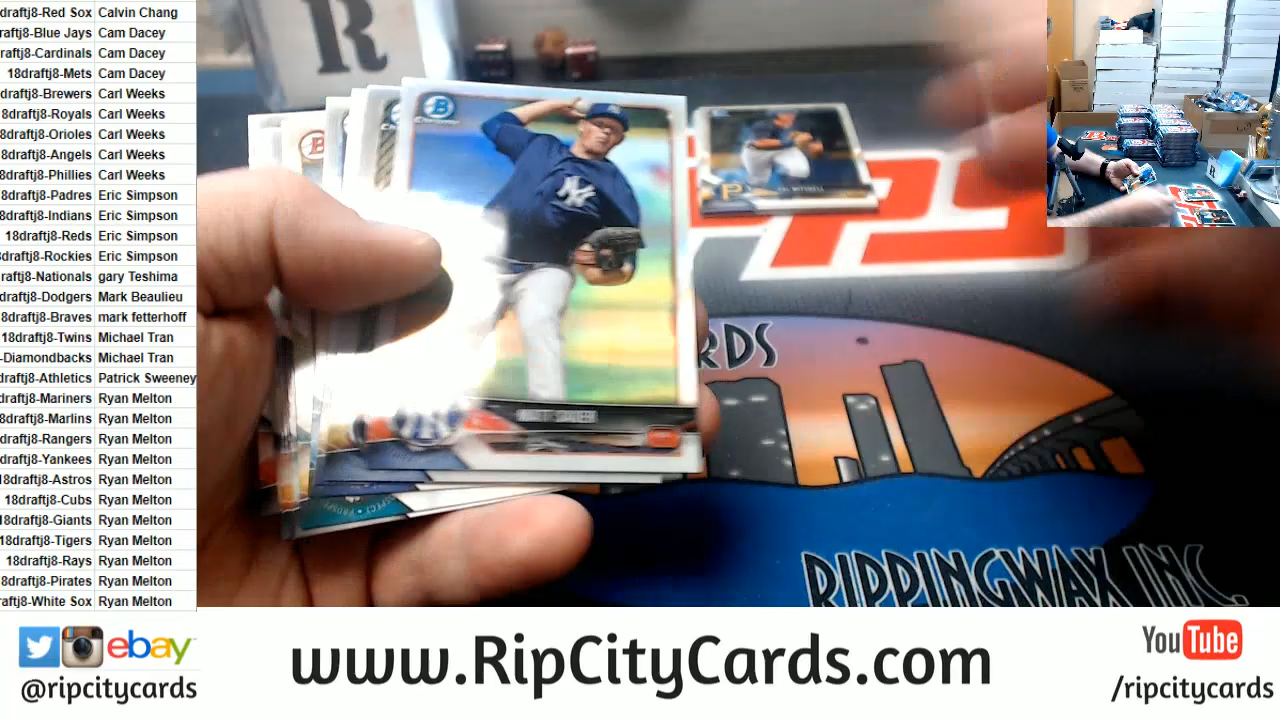 draftj8-Red Sox Calvin Chang
raftj8-Blue Jays Cam Dacey
raftj8-Cardinals Cam Dacey
18draftj8-Mets Cam Dacey
8draftj8-Brewers Carl Weeks
8draftj8-Royals Carl Weeks
8draftj8-Orioles Carl Weeks
8draftj8-Angels Carl Weeks
8draftj8-Phillies Carl Weeks
8draftj8-Padres Eric Simpson
8draftj8-Indians Eric Simpson
18draftj8-Reds Eric Simpson
8draftj8-Rockies Eric Simpson
raftj8-Nationals gary Teshima
draftj8-Dodgers Mark Beaulieu
8draftj8-Braves mark fetterhoff
18draftj8-Twins Michael Tran
-Diamondbacks Michael Tran
draftj8-Athletics Patrick Sweeney
draftj8-Mariners Ryan Melton
8draftj8-Marlins Ryan Melton
draftj8-Rangers Ryan Melton
draftj8-Yankees Ryan Melton
8draftj8-Astros Ryan Melton
18draftj8-Cubs Ryan Melton
18draftj8-Giants Ryan Melton
18draftj8-Tigers Ryan Melton
18draftj8-Rays Ryan Melton
8draftj8-Pirates Ryan Melton
aftj8-White Sox Ryan Melton
R
B
NY
P
MITCHELL
RDS
RIPPINGWAX INC.
ebay
@ripcitycards
www.RipCityCards.com
YouTube
/ripcitycards